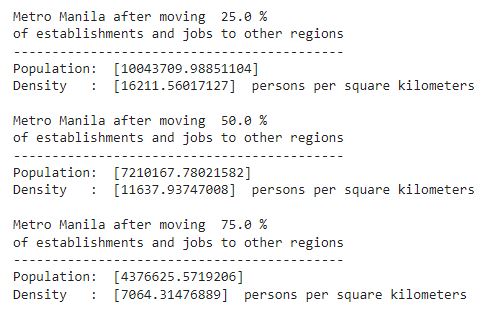 Metro Manila after moving  25.0 %
of establishments and jobs to other regions
-------------------------------------------
Population:  [10043709.98851104]
Density   :  [16211.56017127]  persons per square kilometers
Metro Manila after moving  50.0 %
of establishments and jobs to other regions
-------------------------------------------
Population:  [7210167.78021582]
Density   :  [11637.93747008]  persons per square kilometers
Metro Manila after moving  75.0 %
of establishments and jobs to other regions
-------------------------------------------
Population:  [4376625.5719206]
Density   :  [7064.31476889]  persons per square kilometers